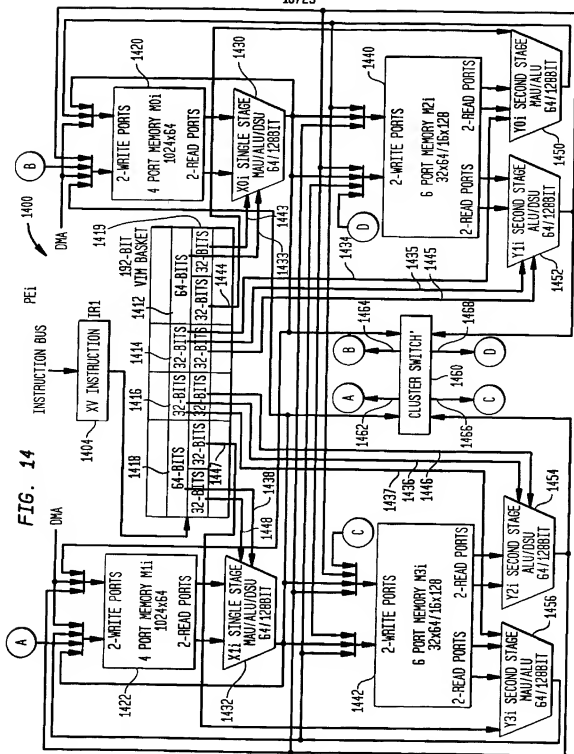 18/25
FIG. 14
INSTRUCTION BUS
PEi
1400
1404
XV INSTRUCTION
IR1
DMA
A
1422
2-WRITE PORTS
4 PORT MEMORY M1i
1024x64
2-READ PORTS
1432
X1i SINGLE STAGE
MAU/ALU/DSU
64/128BIT
192-BIT
VIM BASKET
1418
1416
1414
1412
1419
64-BITS
32-BITS
32-BITS
64-BITS
32-BITS
32-BITS
32-BITS
32-BITS
32-BITS
32-BITS
1447
1444
1448
1438
1433
1443
B
DMA
1420
2-WRITE PORTS
4 PORT MEMORY M0i
1024x64
2-READ PORTS
1430
X0i SINGLE STAGE
MAU/ALU/DSU
64/128BIT
1437
1436
1446
1434
1435
1445
C
1442
2-WRITE PORTS
6 PORT MEMORY M3i
32x64/16x128
2-READ PORTS
2-READ PORTS
D
1440
2-WRITE PORTS
6 PORT MEMORY M2i
32x64/16x128
2-READ PORTS
2-READ PORTS
A
B
1462
1464
CLUSTER SWITCH'
1460
1466
1468
C
D
Y3i SECOND STAGE
MAU/ALU
64/128BIT
1456
Y2i SECOND STAGE
ALU/DSU
64/128BIT
1454
Y1i SECOND STAGE
ALU/DSU
64/128BIT
1452
Y0i SECOND STAGE
MAU/ALU
64/128BIT
1450